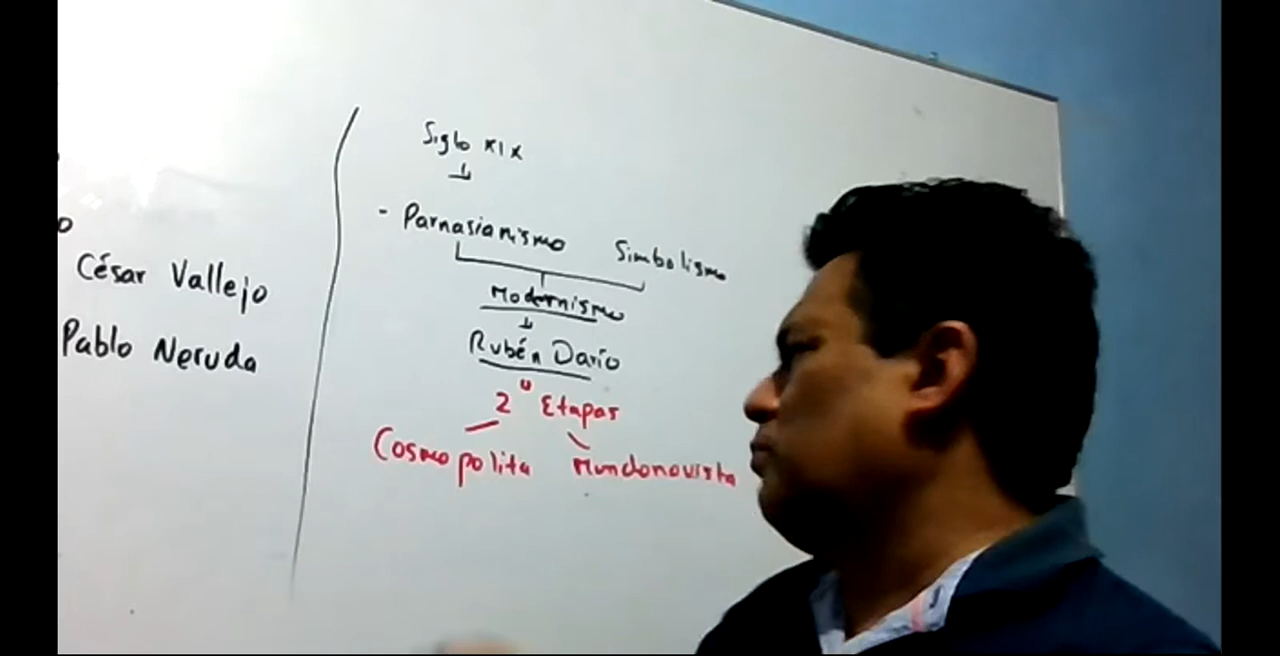 César Vallejo
Pablo Neruda
Siglo XIX
- Parnasianismo Simbolismo
Modernismo
Rubén Darío
2 Etapas
Cosmopolita Mundonovista